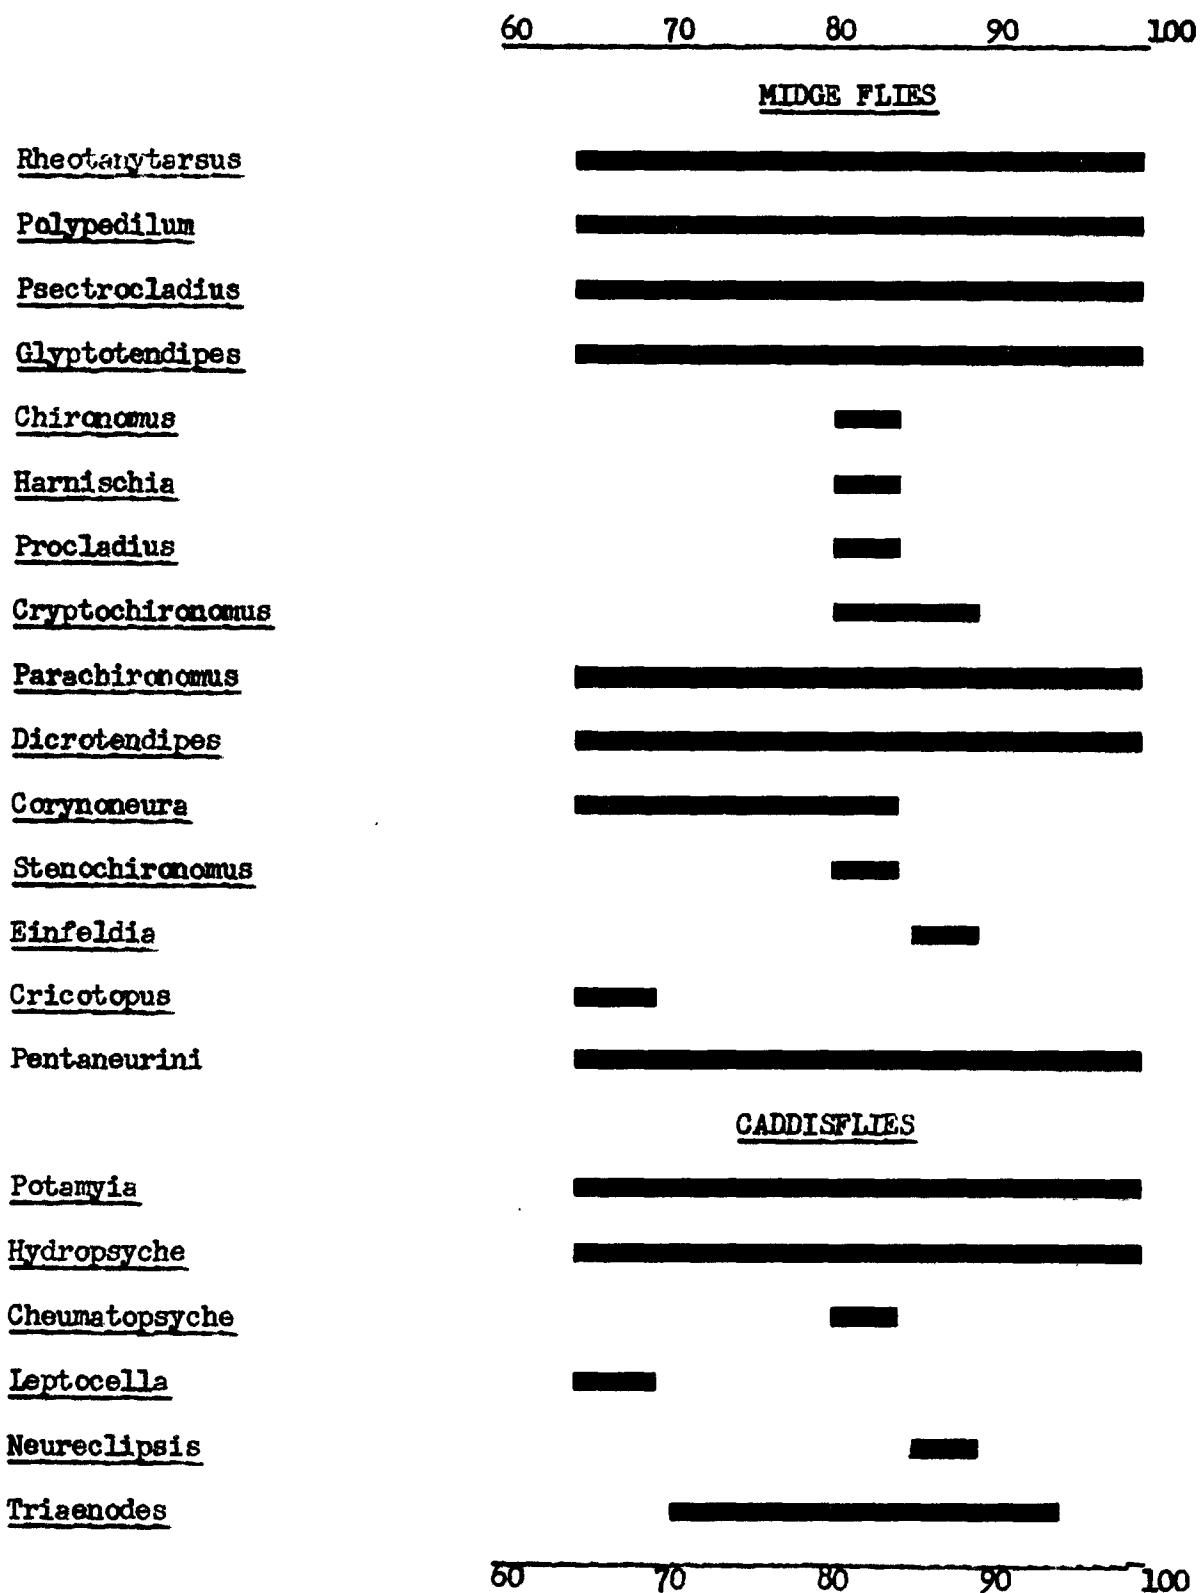 60 70 80 90 100
MIDGE FLIES
Rheotanytarsus
Polypedilum
Psectrocladius
Glyptotendipes
Chironomus
Harnischia
Procladius
Cryptochironomus
Parachironomus
Dicrotendipes
Corynoneura
Stenochironomus
Einfeldia
Cricotopus
Pentaneurini
CADDISFLIES
Potamyia
Hydropsyche
Cheumatopsyche
Leptocella
Neureclipsis
Triaenodes
60 70 80 90 100